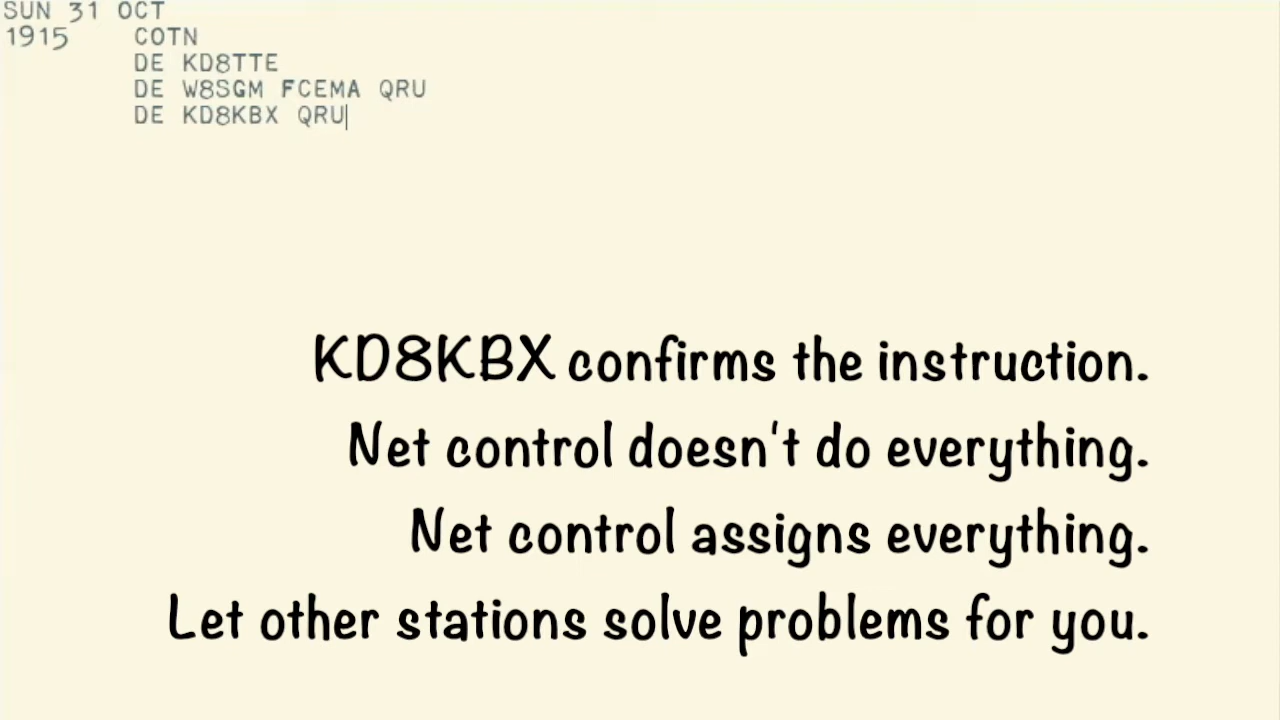 SUN 31 OCT
1915 COTN
DE KD8TTE
DE W8SGM FCEMA QRU
DE KD8KBX QRU
KD8KBX confirms the instruction.
Net control doesn't do everything.
Net control assigns everything.
Let other stations solve problems for you.